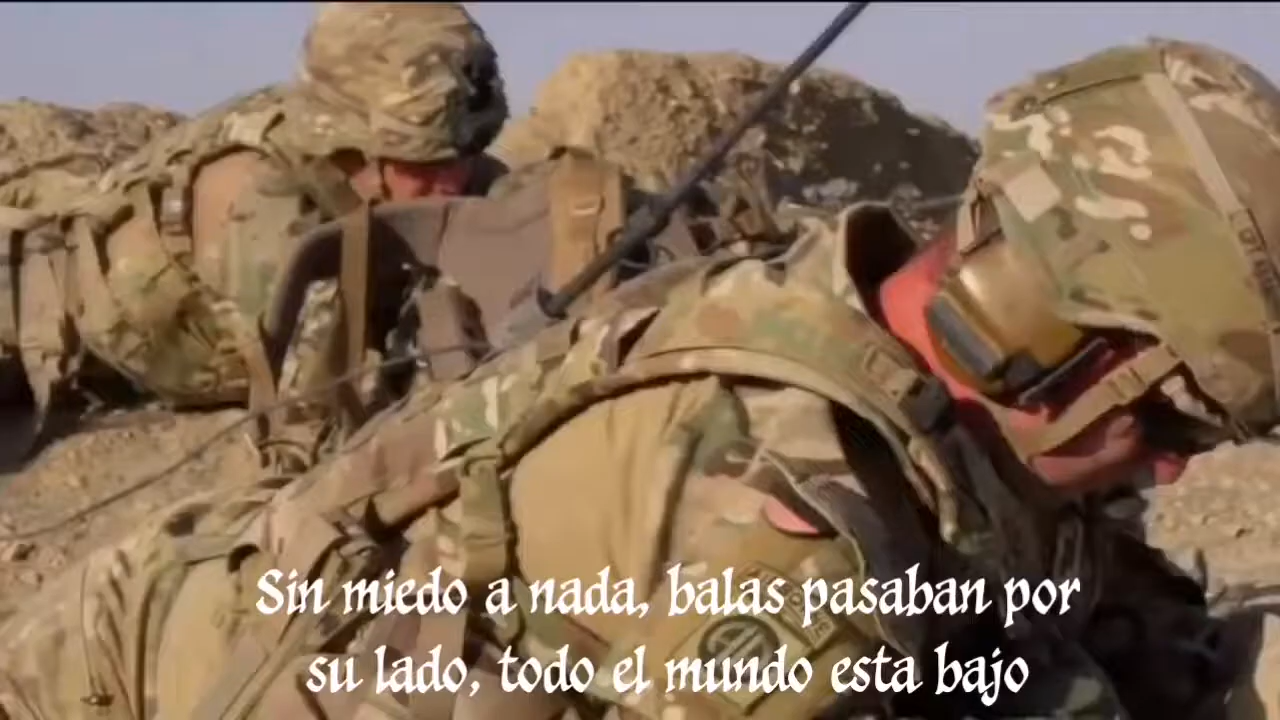 Sin miedo a nada, balas pasaban por
su lado, todo el mundo esta bajo